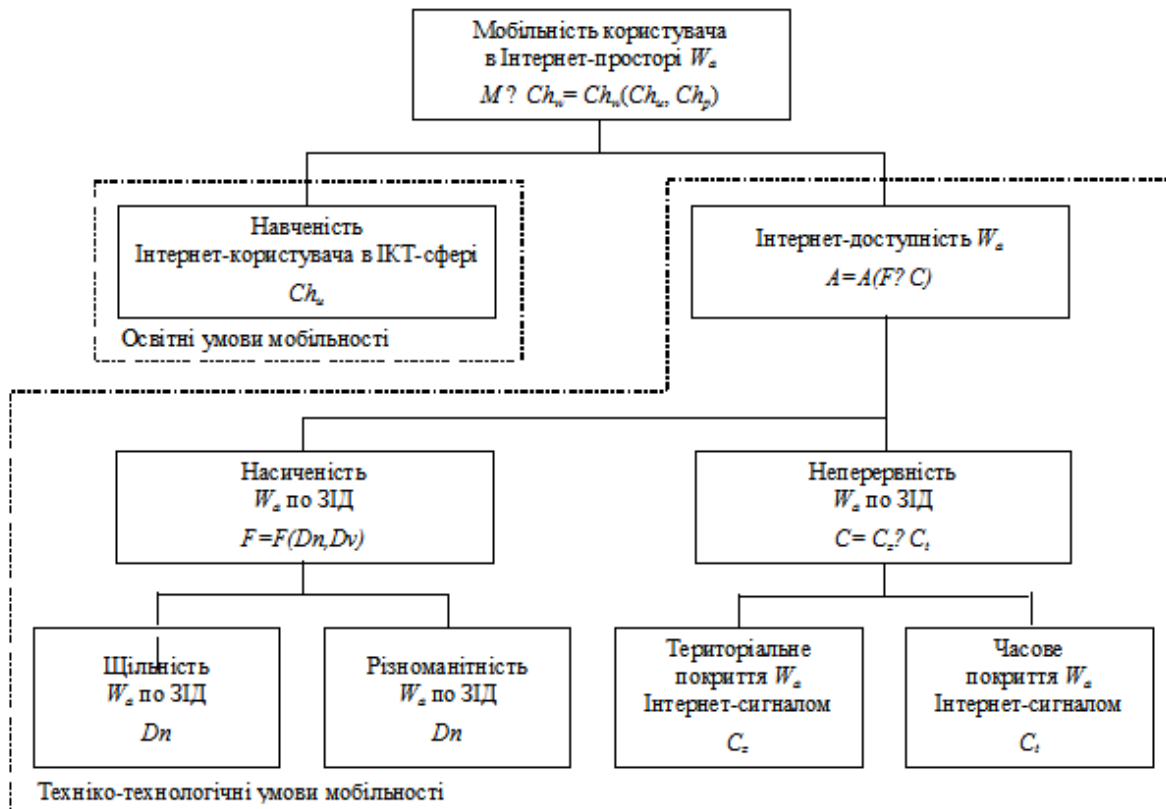 Мобільність користувача
в Інтернет-просторі Wa
M ? Chw= Chw(Chu, Chp)
Навченість
Інтернет-користувача в ІКТ-сфері
Chu
Освітні умови мобільності
Інтернет-доступність Wa
A=A(F? C)
Насиченість
Wa по ЗІД
F=F(Dn,Dv)
Неперервність
Wa по ЗІД
C= Cz? Ct
Щільність
Wa по ЗІД
Dn
Різноманітність
Wa по ЗІД
Dn
Територіальне
покриття Wa
Інтернет-сигналом
Cz
Часове
покриття Wa
Інтернет-сигналом
Ct
Техніко-технологічні умови мобільності